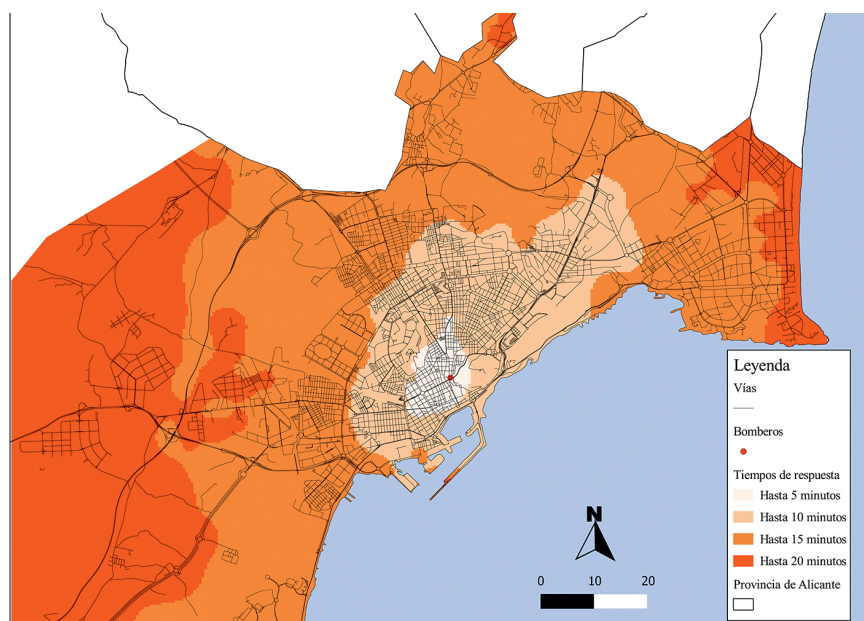 Leyenda
Vías
Bomberos
Tiempos de respuesta
Hasta 5 minutos
Hasta 10 minutos
Hasta 15 minutos
Hasta 20 minutos
Provincia de Alicante
N
0 10 20